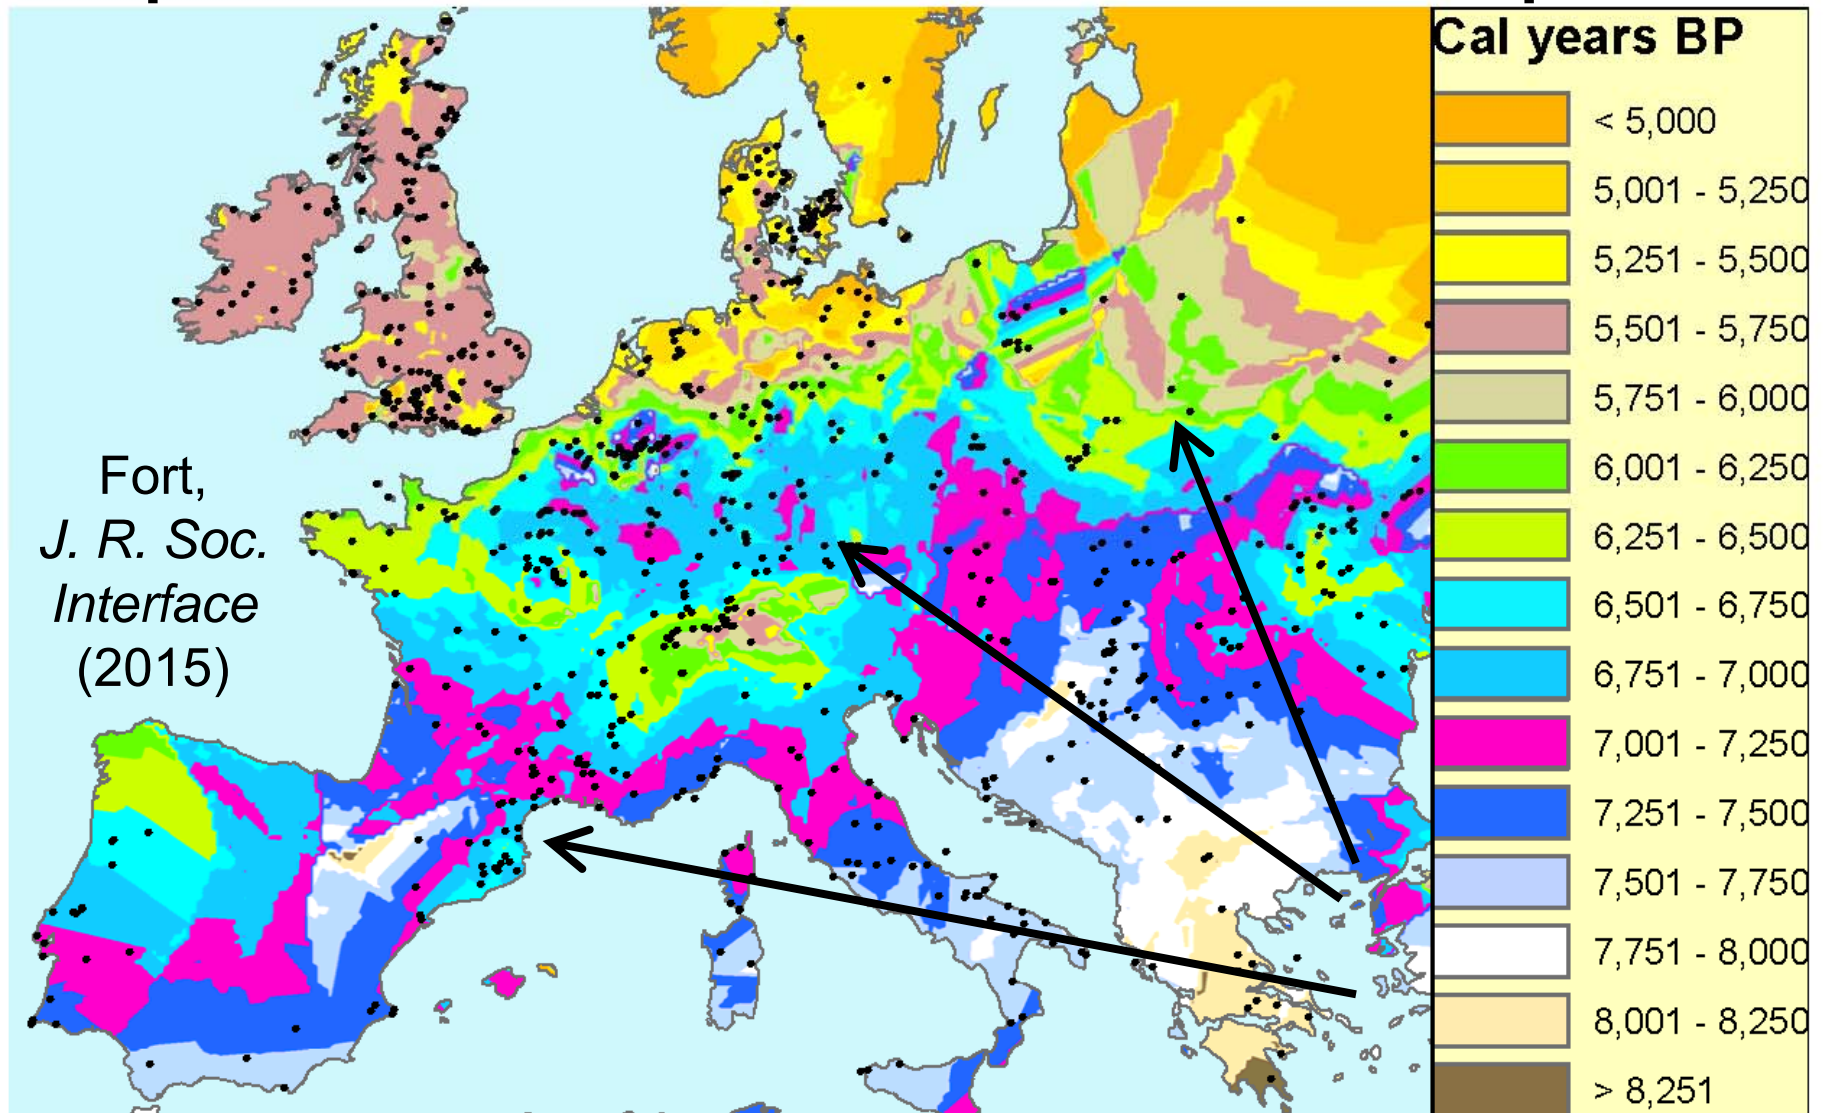 Cal years BP
< 5,000
5,001 - 5,250
5,251 - 5,500
5,501 - 5,750
5,751 - 6,000
6,001 - 6,250
6,251 - 6,500
6,501 - 6,750
6,751 - 7,000
7,001 - 7,250
7,251 - 7,500
7,501 - 7,750
7,751 - 8,000
8,001 - 8,250
> 8,251
Fort,
J. R. Soc.
Interface
(2015)